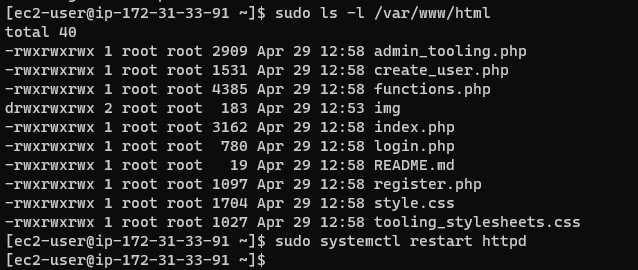 [ec2-user@ip-172-31-33-91 ~]$ sudo ls -l /var/www/html
total 40
-rwxrwxrwx 1 root root 2909 Apr 29 12:58 admin_tooling.php
-rwxrwxrwx 1 root root 1531 Apr 29 12:58 create_user.php
-rwxrwxrwx 1 root root 4385 Apr 29 12:58 functions.php
drwxrwxrwx 2 root root  183 Apr 29 12:53 img
-rwxrwxrwx 1 root root 3162 Apr 29 12:58 index.php
-rwxrwxrwx 1 root root  780 Apr 29 12:58 login.php
-rwxrwxrwx 1 root root   19 Apr 29 12:58 README.md
-rwxrwxrwx 1 root root 1097 Apr 29 12:58 register.php
-rwxrwxrwx 1 root root 1704 Apr 29 12:58 style.css
-rwxrwxrwx 1 root root 1027 Apr 29 12:58 tooling_stylesheets.css
[ec2-user@ip-172-31-33-91 ~]$ sudo systemctl restart httpd
[ec2-user@ip-172-31-33-91 ~]$